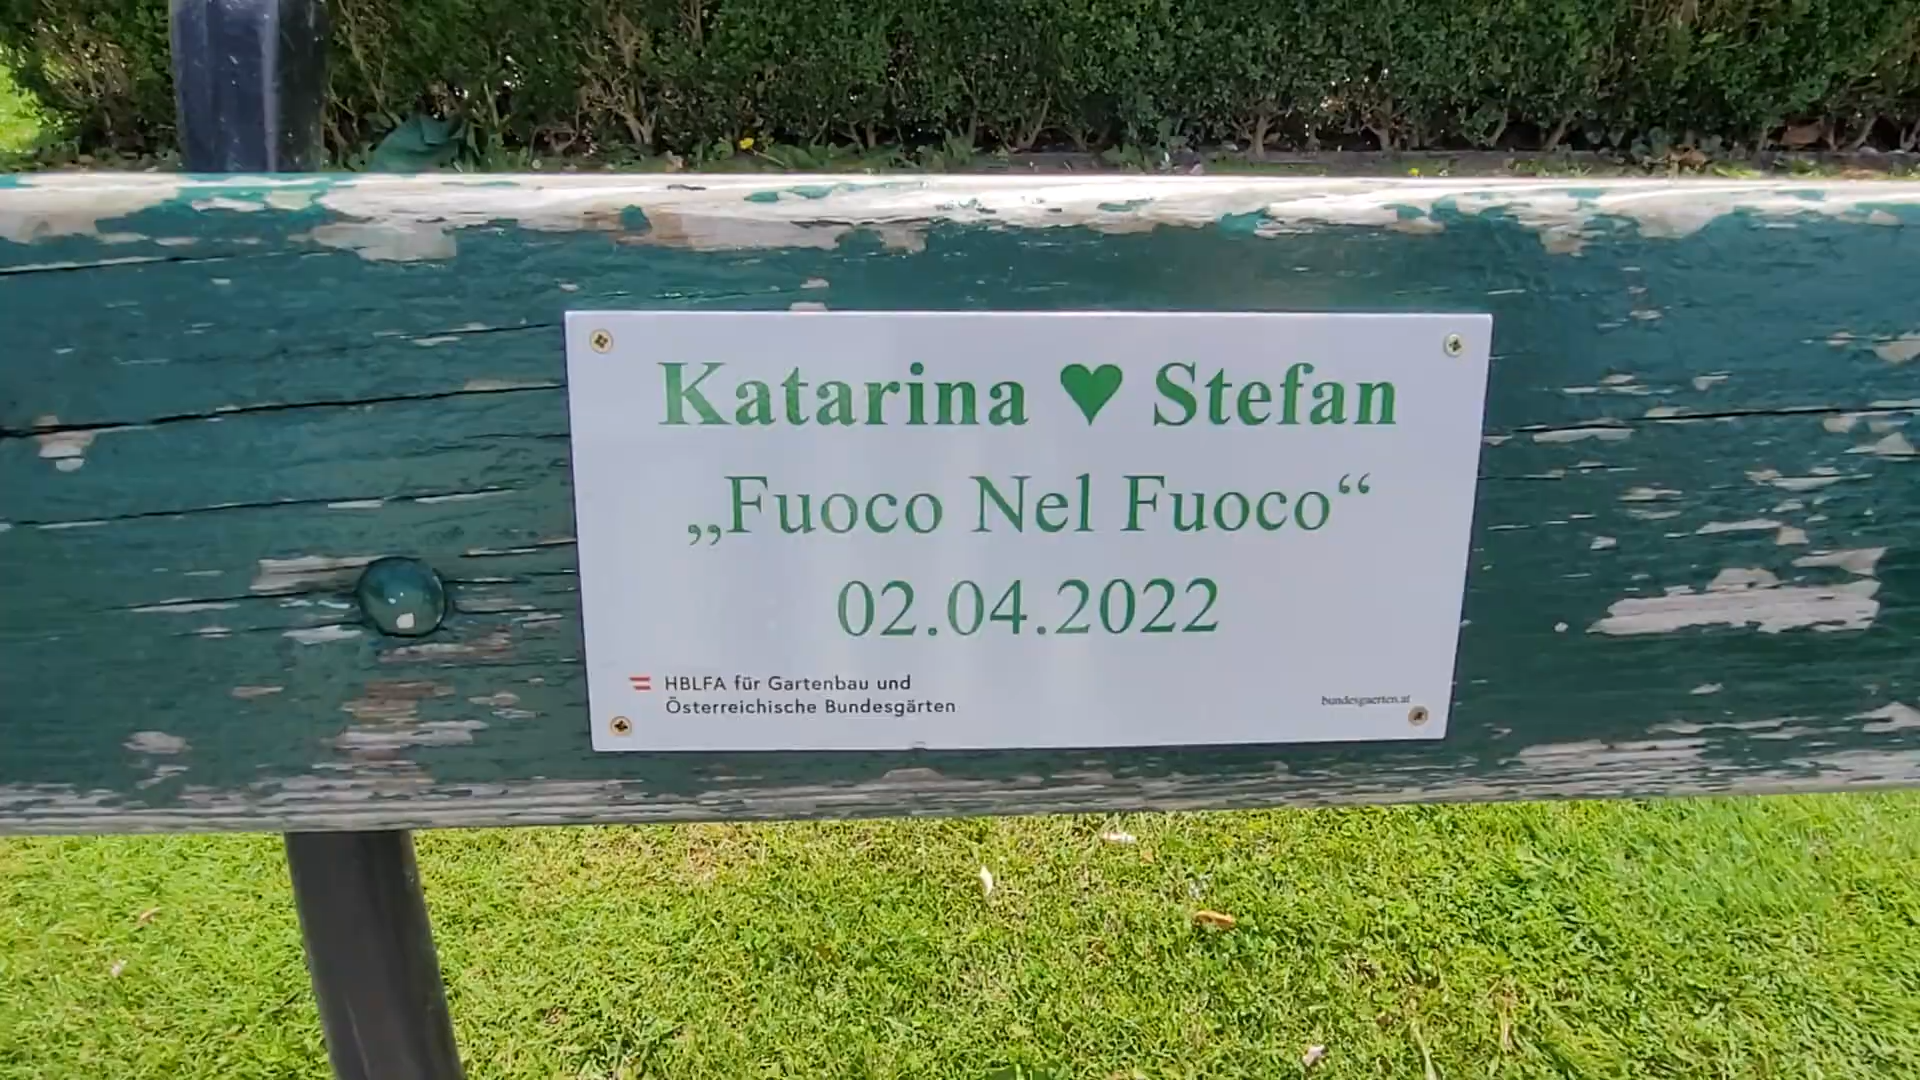 Katarina ♥ Stefan
„Fuoco Nel Fuoco“
02.04.2022
HBLFA für Gartenbau und
Österreichische Bundesgärten
bundesgaerten.at